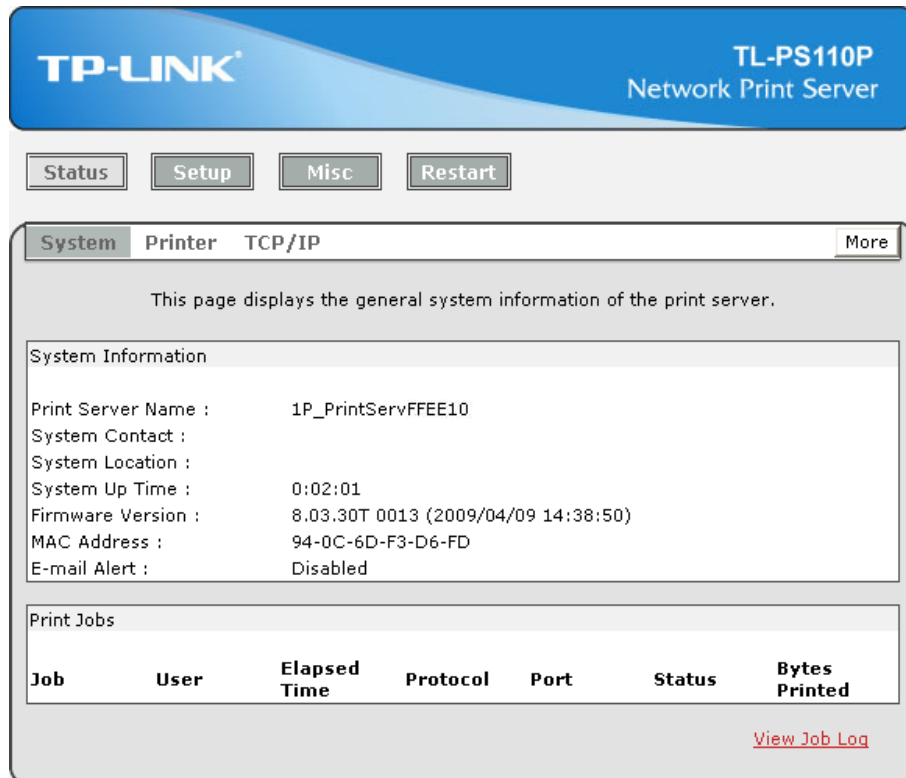 TP-LINK
TL-PS110P
Network Print Server
Status Setup Misc Restart
System Printer TCP/IP More
This page displays the general system information of the print server.
System Information
Print Server Name : 1P_PrintServFFEE10
System Contact :
System Location :
System Up Time : 0:02:01
Firmware Version : 8.03.30T 0013 (2009/04/09 14:38:50)
MAC Address : 94-0C-6D-F3-D6-FD
E-mail Alert : Disabled
Print Jobs
Job User Elapsed Time Protocol Port Status Bytes Printed
View Job Log